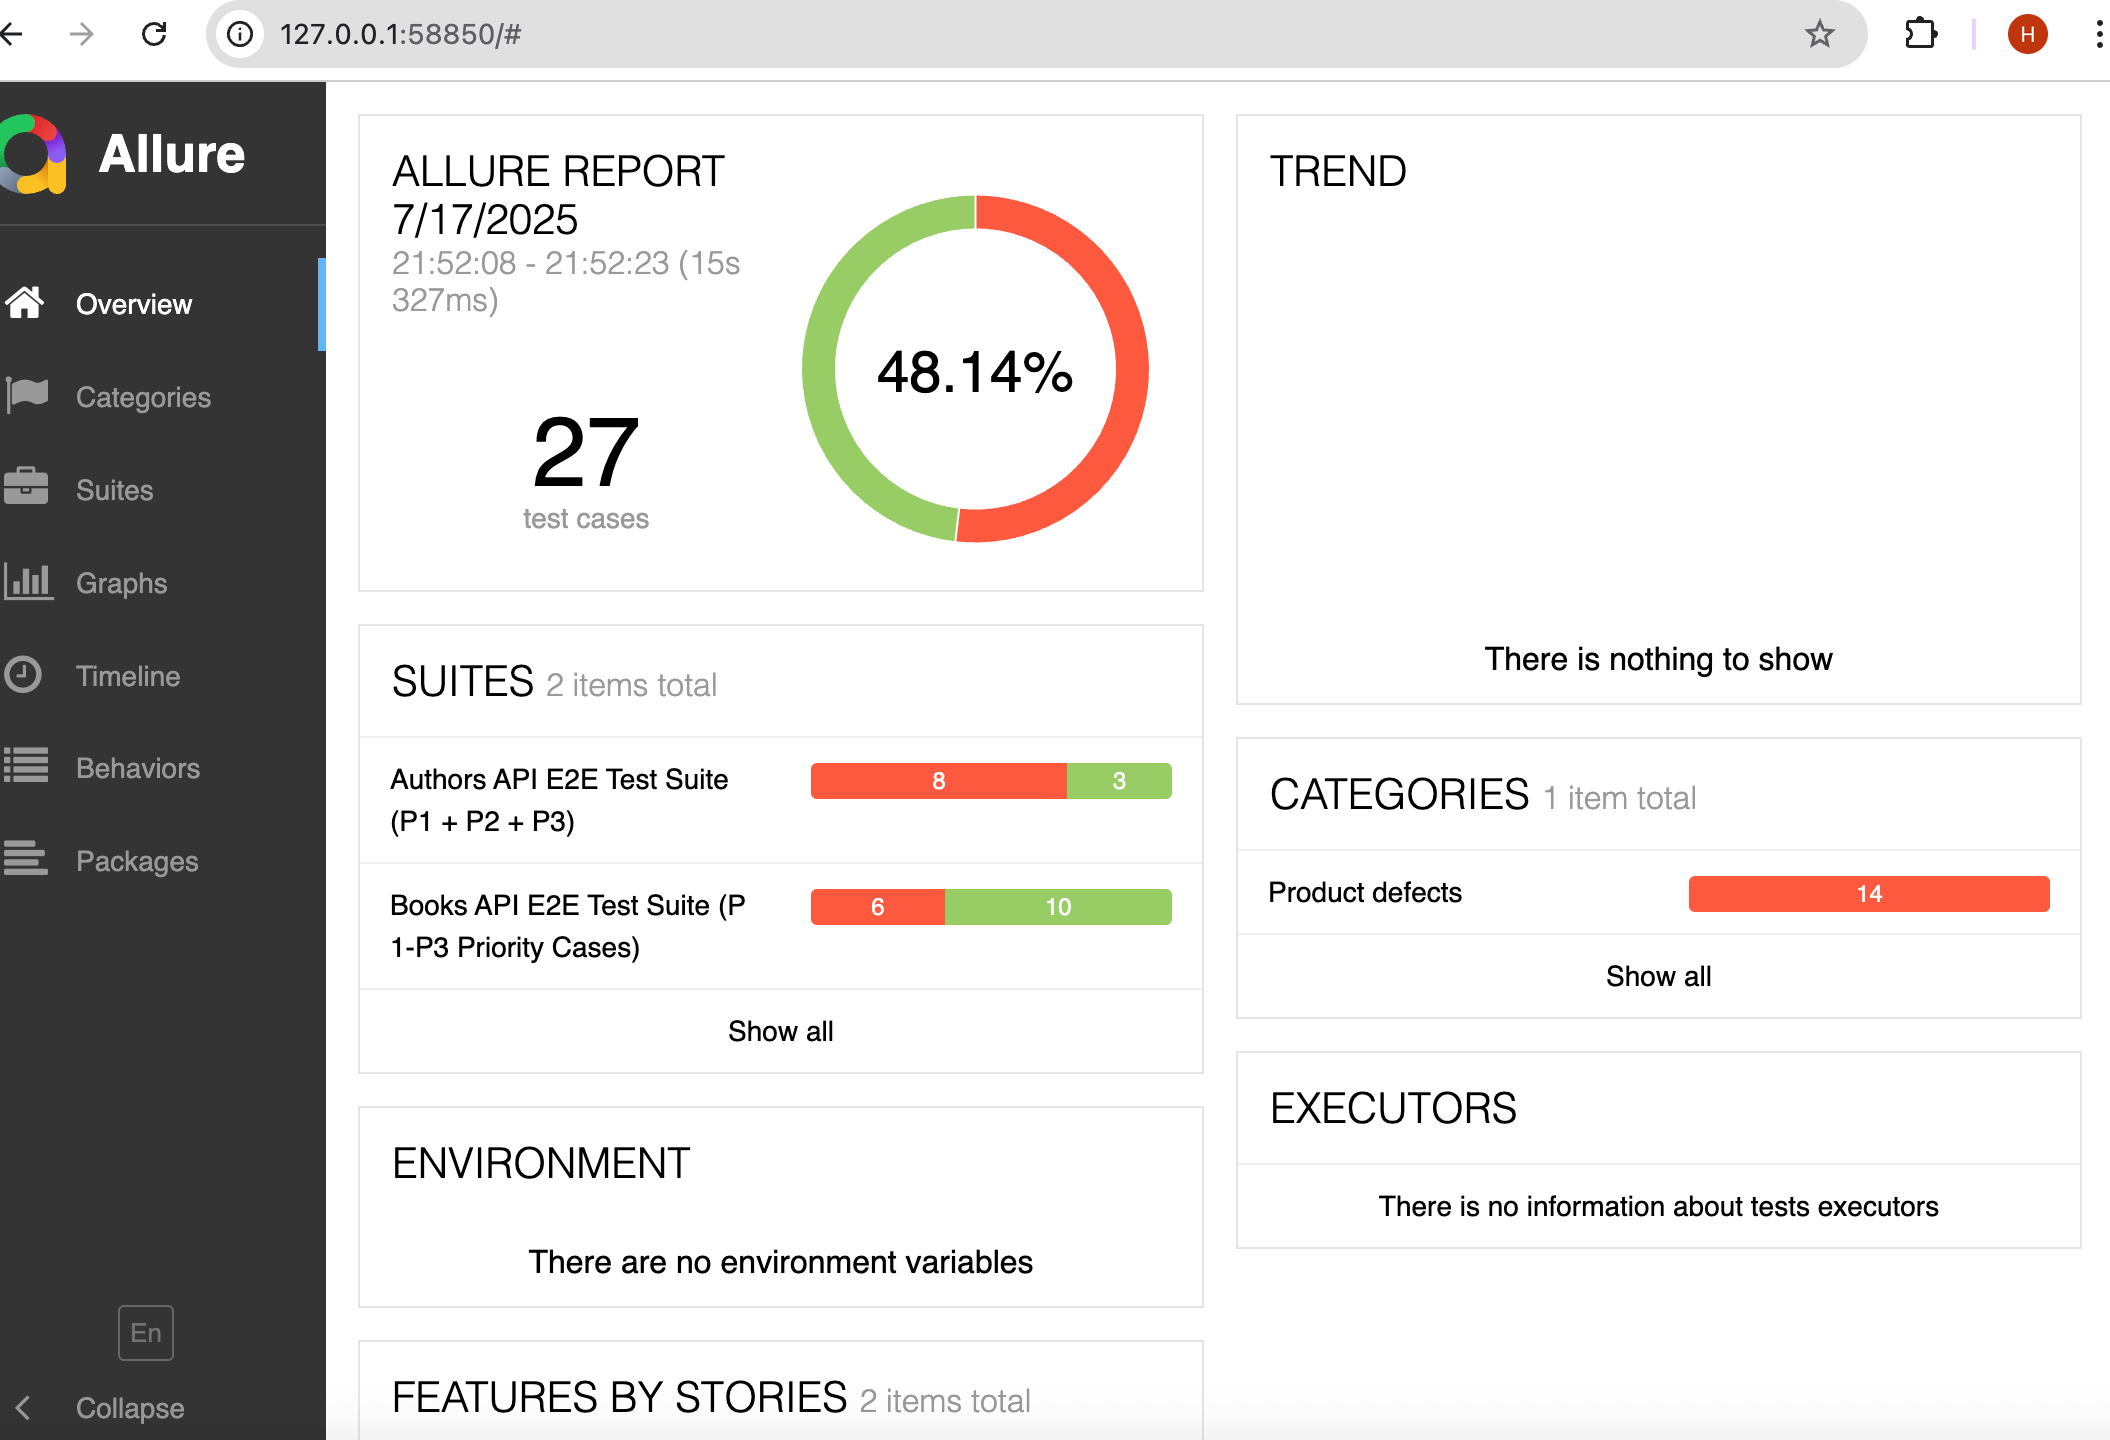 127.0.0.1:58850/#
H
Allure
Overview
Categories
Suites
Graphs
Timeline
Behaviors
Packages
En
Collapse
ALLURE REPORT
7/17/2025
21:52:08 - 21:52:23 (15s
327ms)
27
test cases
48.14%
SUITES 2 items total
Authors API E2E Test Suite
(P1 + P2 + P3)
8 3
Books API E2E Test Suite (P
1-P3 Priority Cases)
6 10
Show all
ENVIRONMENT
There are no environment variables
FEATURES BY STORIES 2 items total
TREND
There is nothing to show
CATEGORIES 1 item total
Product defects 14
Show all
EXECUTORS
There is no information about tests executors